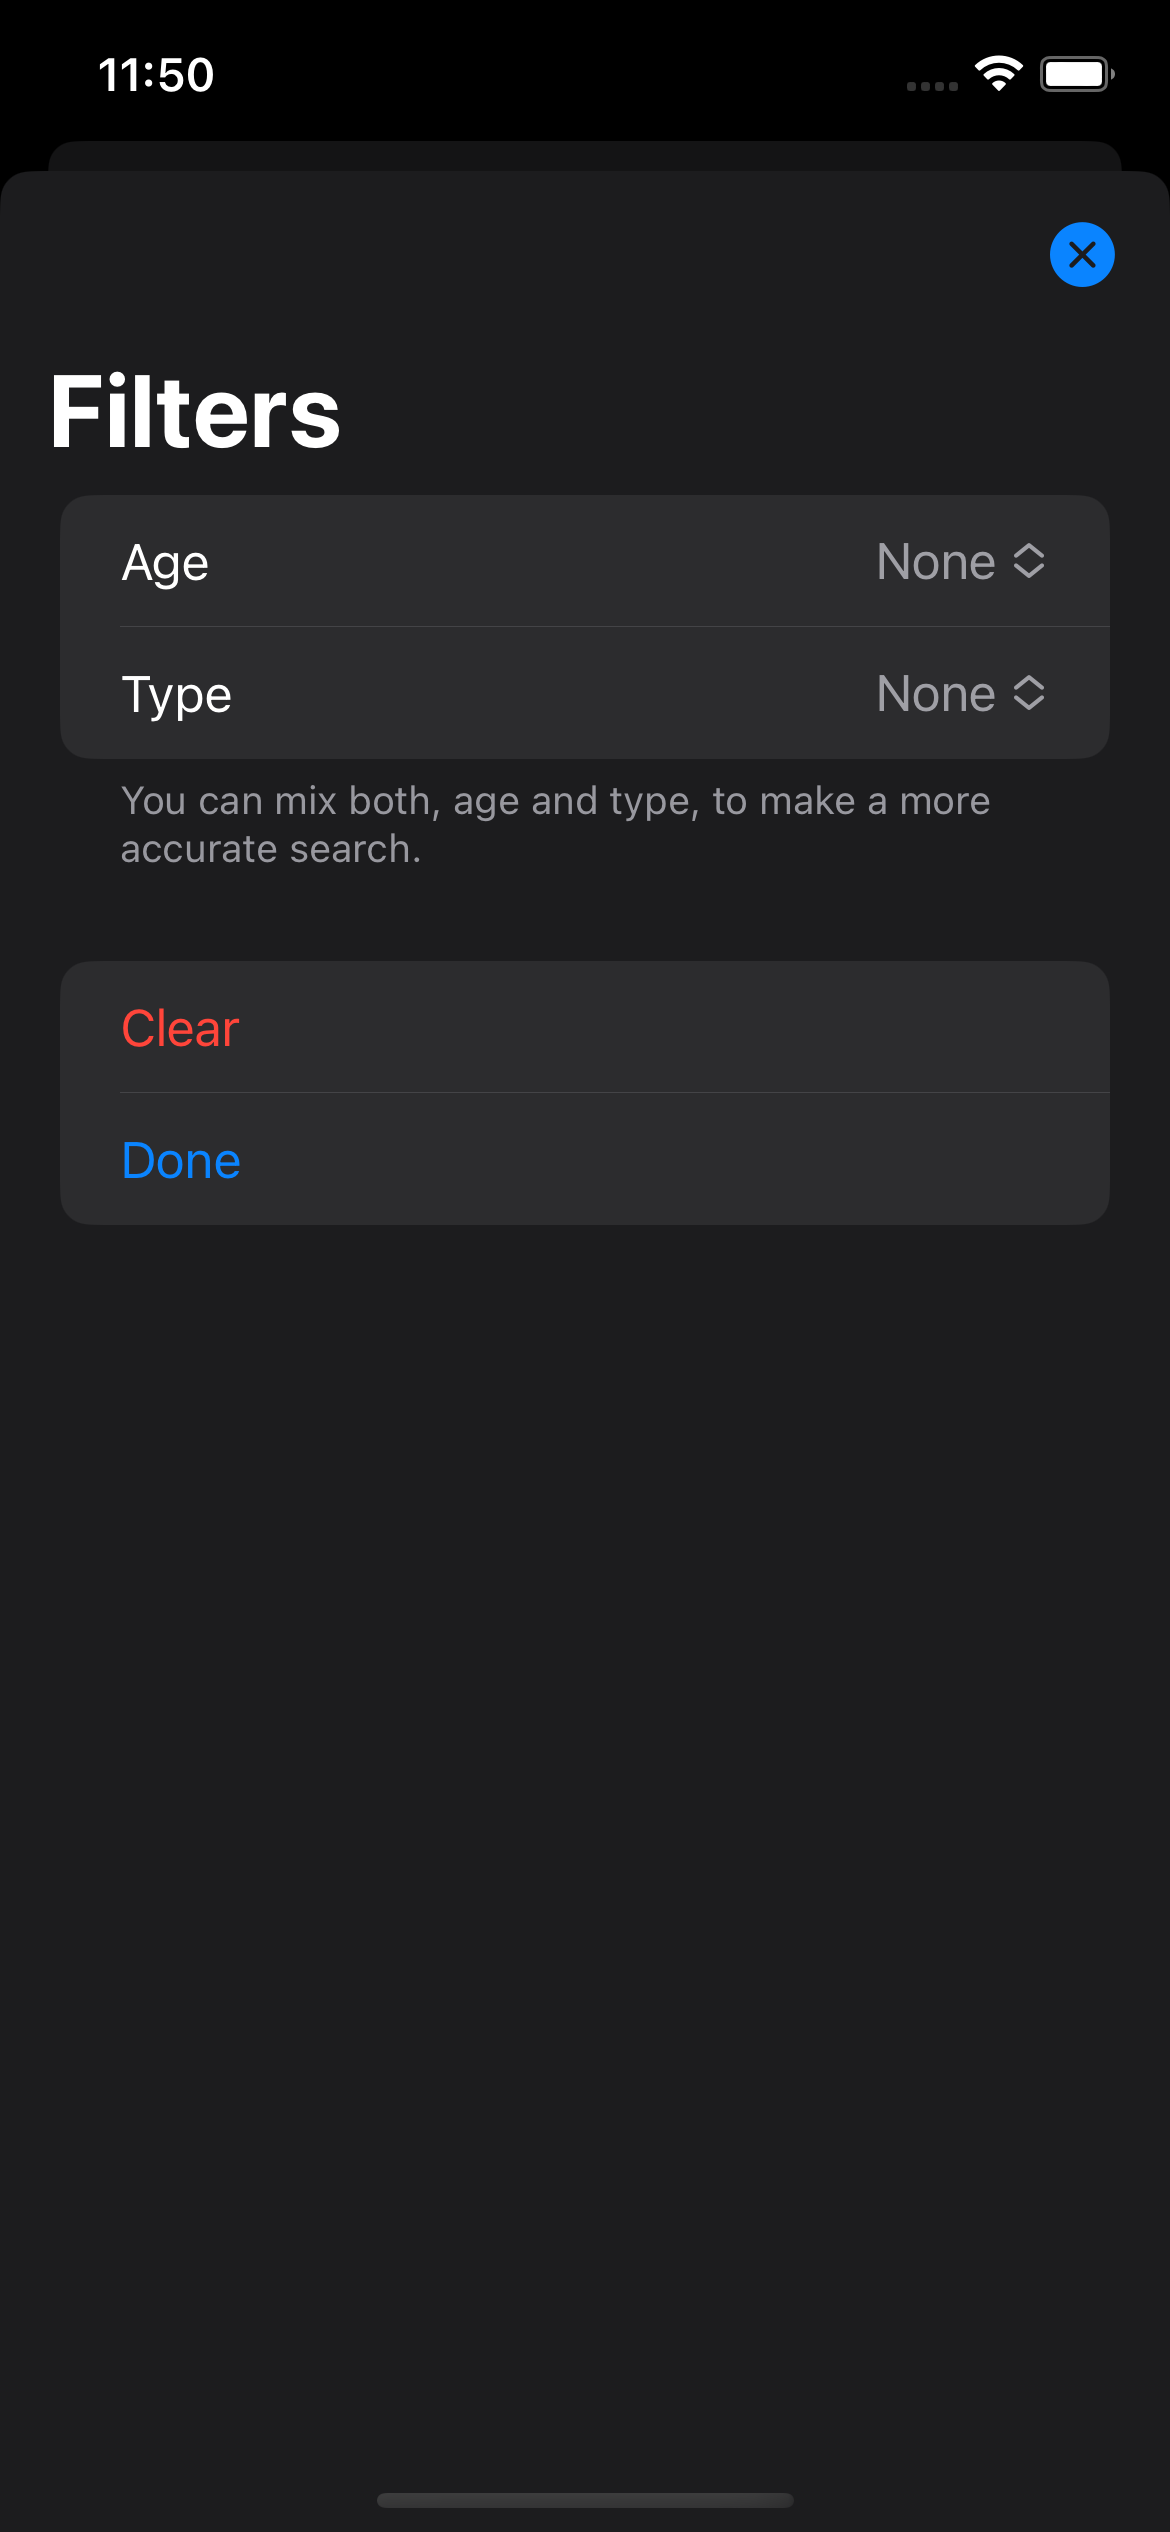 11:50
Filters
Age None
Type None
You can mix both, age and type, to make a more
accurate search.
Clear
Done